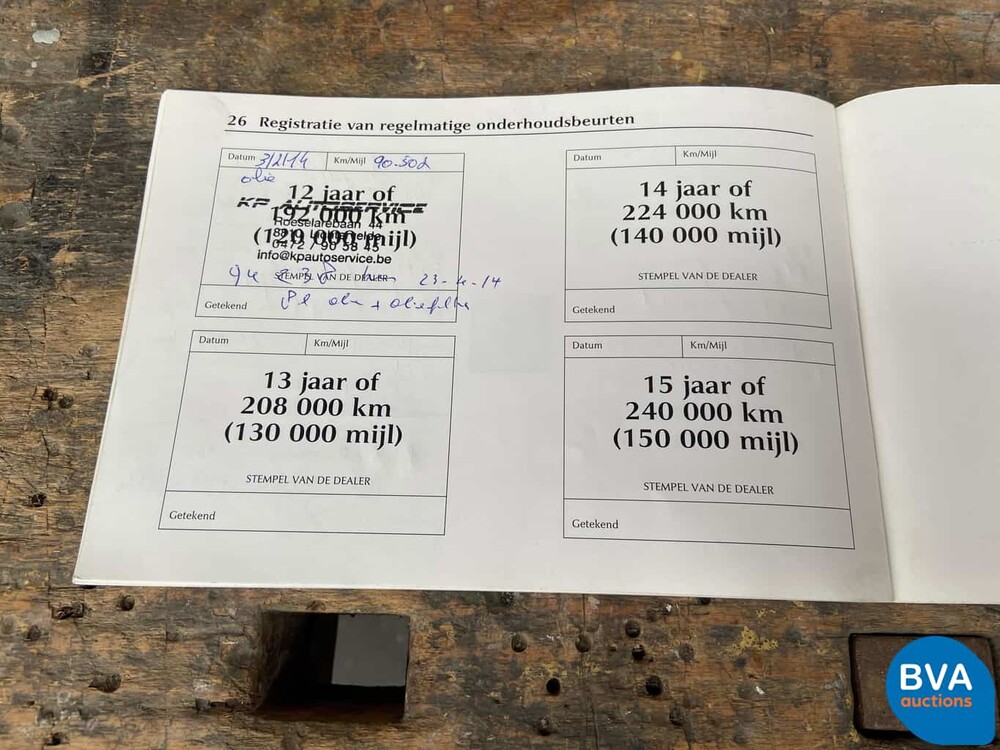 26 Registratie van regelmatige onderhoudsbeurten
Datum 3/2/14 Km/Mijl 90.502
olie
12 jaar of
KP AUTOSERVICE
192 000 km
Roeselarebaan 44
(120 000 mijl)
info@kpautoservice.be
STEMPEL VAN DE DEALER
23-4-14
Getekend 8l olie + oliefilter
Datum Km/Mijl
13 jaar of
208 000 km
(130 000 mijl)
STEMPEL VAN DE DEALER
Getekend
Datum Km/Mijl
14 jaar of
224 000 km
(140 000 mijl)
STEMPEL VAN DE DEALER
Getekend
Datum Km/Mijl
15 jaar of
240 000 km
(150 000 mijl)
STEMPEL VAN DE DEALER
Getekend
BVA
auctions